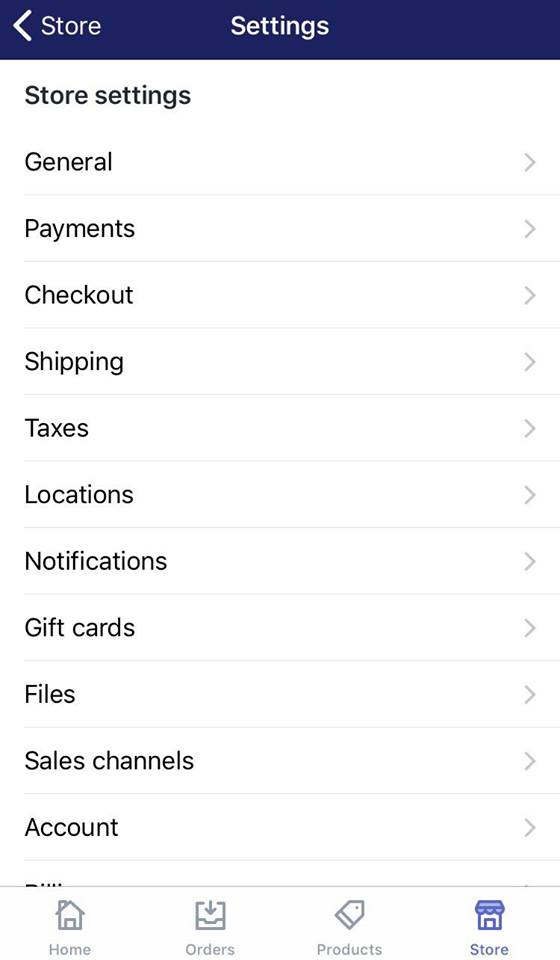 Store
Settings
Store settings
General
Payments
Checkout
Shipping
Taxes
Locations
Notifications
Gift cards
Files
Sales channels
Account
Home
Orders
Products
Store